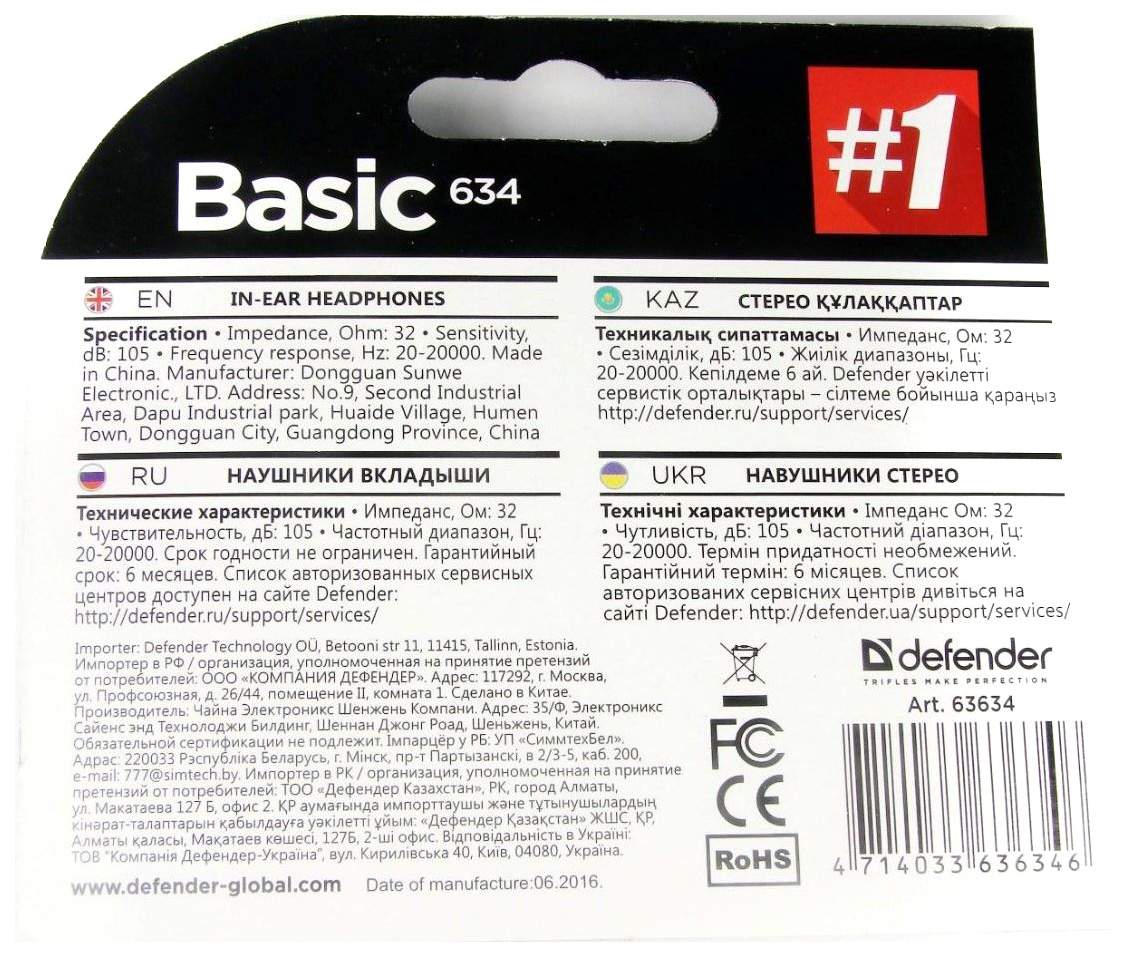 Basic 634
#1
EN IN-EAR HEADPHONES
Specification • Impedance, Ohm: 32 • Sensitivity,
dB: 105 • Frequency response, Hz: 20-20000. Made
in China. Manufacturer: Dongguan Sunwe
Electronic., LTD. Address: No.9, Second Industrial
Area, Dapu Industrial park, Huaide Village, Humen
Town, Dongguan City, Guangdong Province, China
KAZ СТЕРЕО ҚҰЛАҚҚАПТАР
Техникалық сипаттамасы • Импеданс, Ом: 32
• Сезімділік, дБ: 105 • Жиілік диапазоны, Гц:
20-20000. Кепілдеме 6 ай. Defender уәкілетті
сервистік орталықтары – сілтеме бойынша қараңыз
http://defender.ru/support/services/
RU НАУШНИКИ ВКЛАДЫШИ
Технические характеристики • Импеданс, Ом: 32
• Чувствительность, дБ: 105 • Частотный диапазон, Гц:
20-20000. Срок годности не ограничен. Гарантийный
срок: 6 месяцев. Список авторизованных сервисных
центров доступен на сайте Defender:
http://defender.ru/support/services/
UKR НАВУШНИКИ СТЕРЕО
Технічні характеристики • Імпеданс Ом: 32
• Чутливість, дБ: 105 • Частотний діапазон, Гц:
20-20000. Термін придатності необмежений.
Гарантійний термін: 6 місяців. Список
авторизованих сервісних центрів дивіться на
сайті Defender: http://defender.ua/support/services/
Importer: Defender Technology OÜ, Betooni str 11, 11415, Tallinn, Estonia.
Импортер в РФ / организация, уполномоченная на принятие претензий
от потребителей: ООО «КОМПАНИЯ ДЕФЕНДЕР». Адрес: 117292, г. Москва,
ул. Профсоюзная, д. 26/44, помещение II, комната 1. Сделано в Китае.
Производитель: Чайна Электроникс Шенжень Компани. Адрес: 35/Ф, Электроникс
Сайенс энд Технолоджи Билдинг, Шеннан Джонг Роад, Шеньжень, Китай.
Обязательной сертификации не подлежит. Імпарцёр у РБ: УП «СиммтехБел».
Адрас: 220033 Рэспубліка Беларусь, г. Мінск, пр-т Партызанскі, в 2/3-5, каб. 200,
e-mail: 777@simtech.by. Импортер в РК / организация, уполномоченная на принятие
претензий от потребителей: ТОО «Дефендер Казахстан», РК, город Алматы,
ул. Макатаева 127 Б, офис 2. ҚР аумағында импорттаушы және тұтынушылардың
кінәрат-талаптарын қабылдауға уәкілетті ұйым: «Дефендер Қазақстан» ЖШС, ҚР,
Алматы қаласы, Мақатаев көшесі, 127Б, 2-ші офис. Відповідальність в Україні:
ТОВ "Компанія Дефендер-Україна", вул. Кирилівська 40, Київ, 04080, Україна.
www.defender-global.com Date of manufacture:06.2016.
FC
CE
RoHS
defender
TRIFLES MAKE PERFECTION
Art. 63634
4 714033 636346